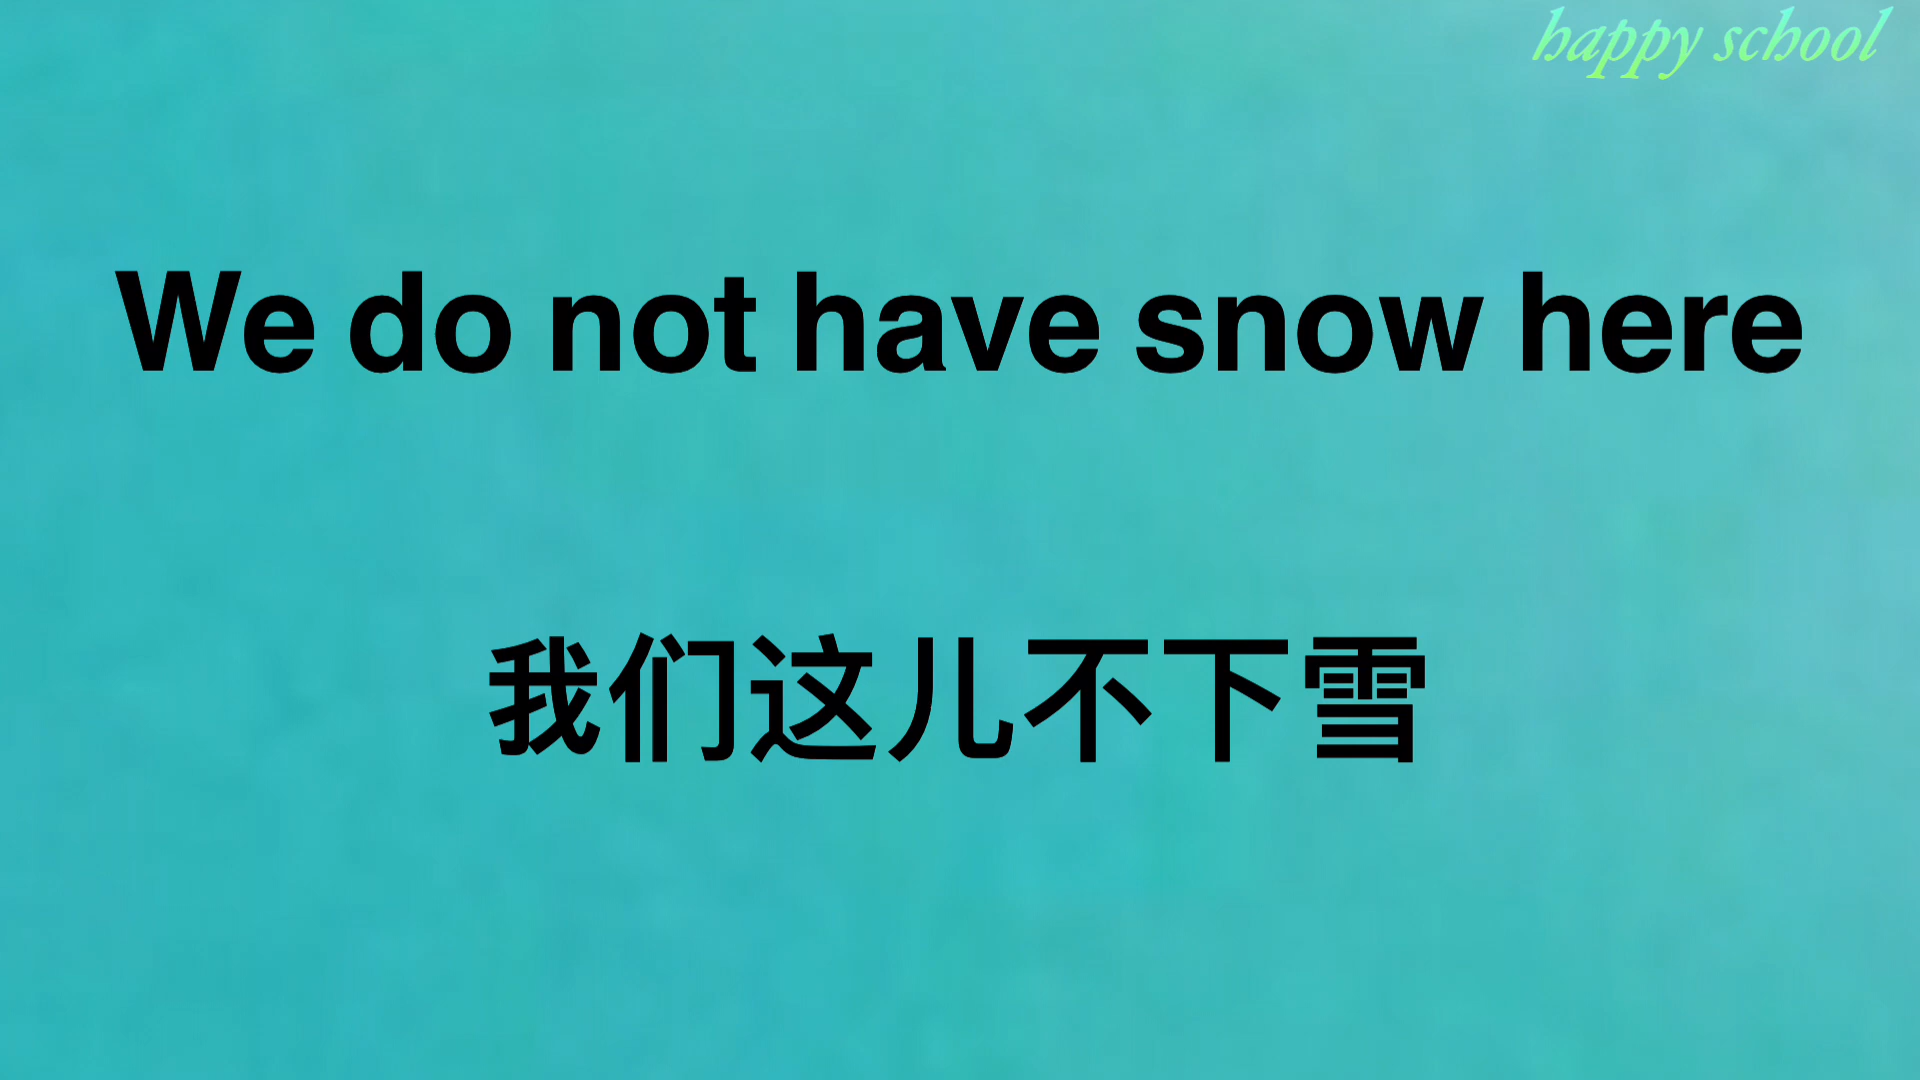 happy school
We do not have snow here
我们这儿不下雪